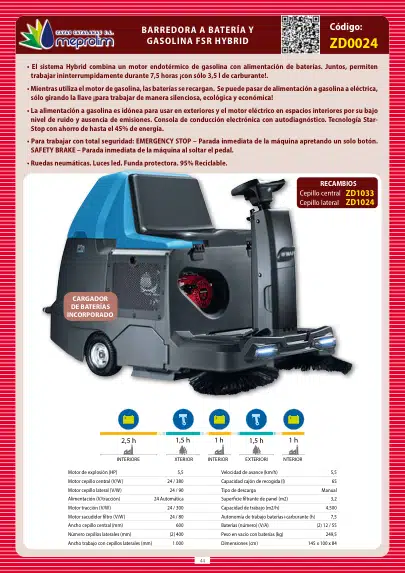 CATAS CATALANAS S.L.
meprolim
BARREDORA A BATERÍA Y
GASOLINA FSR HYBRID
Código:
ZD0024
• El sistema Hybrid combina un motor endotérmico de gasolina con alimentación de baterías. Juntos, permiten
trabajar ininterrumpidamente durante 7,5 horas ¡con sólo 3,5 l de carburante!.
• Mientras utiliza el motor de gasolina, las baterías se recargan. Se puede pasar de alimentación a gasolina a eléctrica,
sólo girando la llave ¡para trabajar de manera silenciosa, ecológica y económica!
• La alimentación a gasolina es idónea para usar en exteriores y el motor eléctrico en espacios interiores por su bajo
nivel de ruido y ausencia de emisiones. Consola de conducción electrónica con autodiagnóstico. Tecnología Star-
Stop con ahorro de hasta el 45% de energía.
• Para trabajar con total seguridad: EMERGENCY STOP – Parada inmediata de la máquina apretando un solo botón.
SAFETY BRAKE – Parada inmediata de la máquina al soltar el pedal.
• Ruedas neumáticas. Luces led. Funda protectora. 95% Reciclable.
RECAMBIOS
Cepillo central ZD1033
Cepillo lateral ZD1024
CARGADOR
DE BATERÍAS
INCORPORADO
2,5 h 1,5 h 1 h 1,5 h 1 h
INTERIORE XTERIOR INTERIOR EXTERIORI NTERIOR
Motor de explosión (HP) 5,5
Motor cepillo central (V/W) 24 / 380
Motor cepillo lateral (V/W) 24 / 90
Alimentación (V/tracción) 24 Automática
Motor tracción (V/W) 24 / 300
Motor sacudidor filtro (V/W) 24 / 80
Ancho cepillo central (mm) 600
Número cepillos laterales (mm) (2) 400
Ancho trabajo con cepillos laterales (mm) 1.000
Velocidad de avance (km/h) 5,5
Capacidad cajón de recogida (l) 65
Tipo de descarga Manual
Superficie filtrante de panel (m2) 3,2
Capacidad de trabajo (m2/h) 4.500
Autonomía de trabajo baterías+carburante (h) 7,5
Baterías (número) (V/A) (2) 12 / 55
Peso en vacío con baterías (kg) 249,5
Dimensiones (cm) 145 x 100 x 84
44